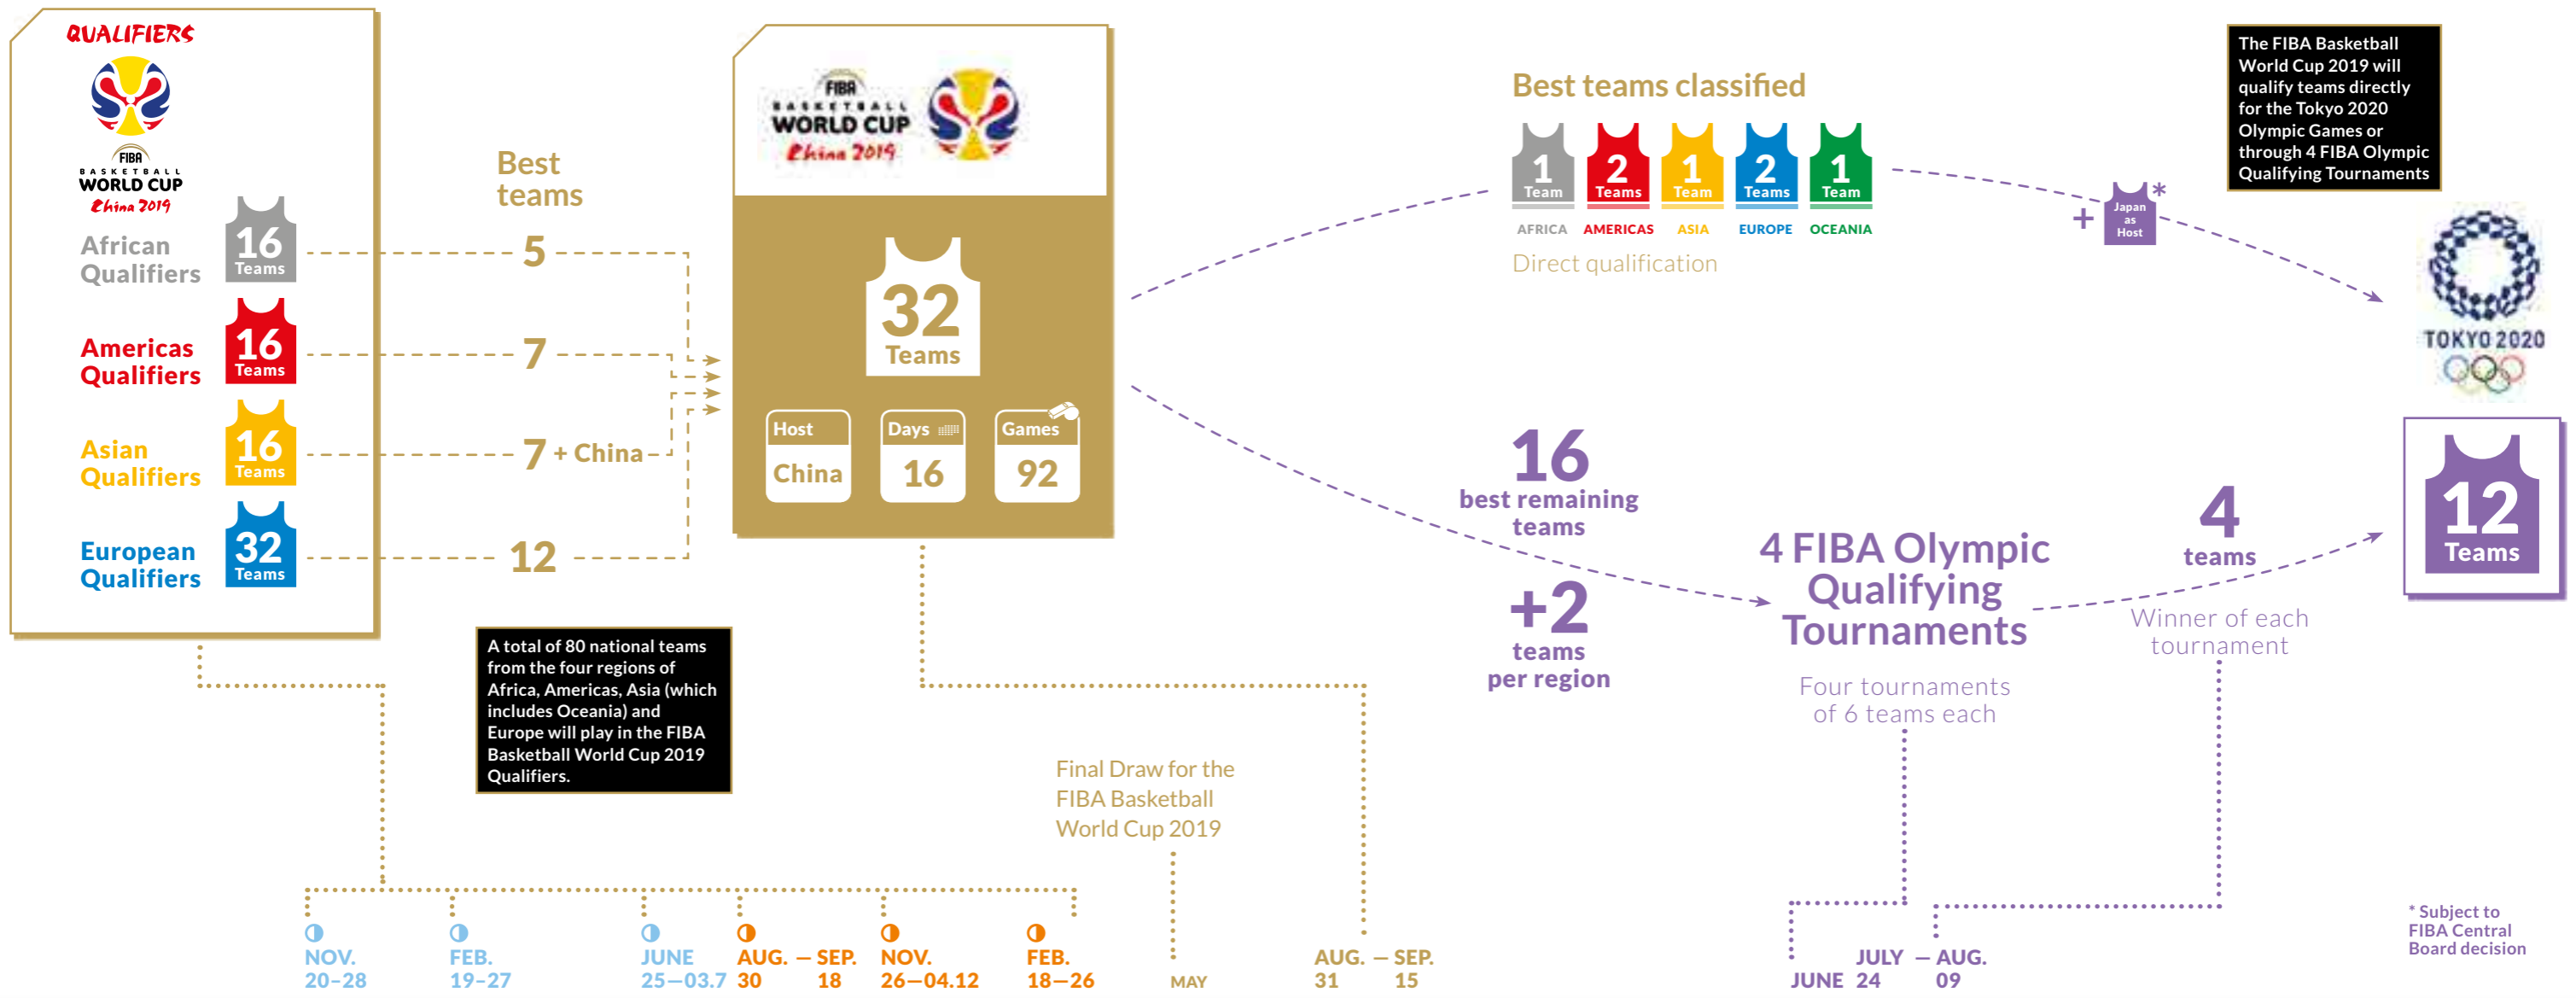 QUALIFIERS
FIBA
BASKETBALL
WORLD CUP
China 2019
African
Qualifiers
16
Teams
Americas
Qualifiers
16
Teams
Asian
Qualifiers
16
Teams
European
Qualifiers
32
Teams
Best
teams
5
7
7 + China
12
A total of 80 national teams
from the four regions of
Africa, Americas, Asia (which
includes Oceania) and
Europe will play in the FIBA
Basketball World Cup 2019
Qualifiers.
FIBA
BASKETBALL
WORLD CUP
China 2019
32
Teams
Host
China
Days
16
Games
92
Best teams classified
1
Team
AFRICA
2
Teams
AMERICAS
1
Team
ASIA
2
Teams
EUROPE
1
Team
OCEANIA
Direct qualification
+
Japan
as
Host
*
The FIBA Basketball
World Cup 2019 will
qualify teams directly
for the Tokyo 2020
Olympic Games or
through 4 FIBA Olympic
Qualifying Tournaments
TOKYO 2020
12
Teams
16
best remaining
teams
+2
teams
per region
4 FIBA Olympic
Qualifying
Tournaments
Four tournaments
of 6 teams each
4
teams
Winner of each
tournament
Final Draw for the
FIBA Basketball
World Cup 2019
NOV.
20–28
FEB.
19–27
JUNE
25—03.7
AUG. — SEP.
30 18
NOV.
26—04.12
FEB.
18—26
MAY
AUG. — SEP.
31 15
JUNE
JULY — AUG.
24 09
* Subject to
FIBA Central
Board decision